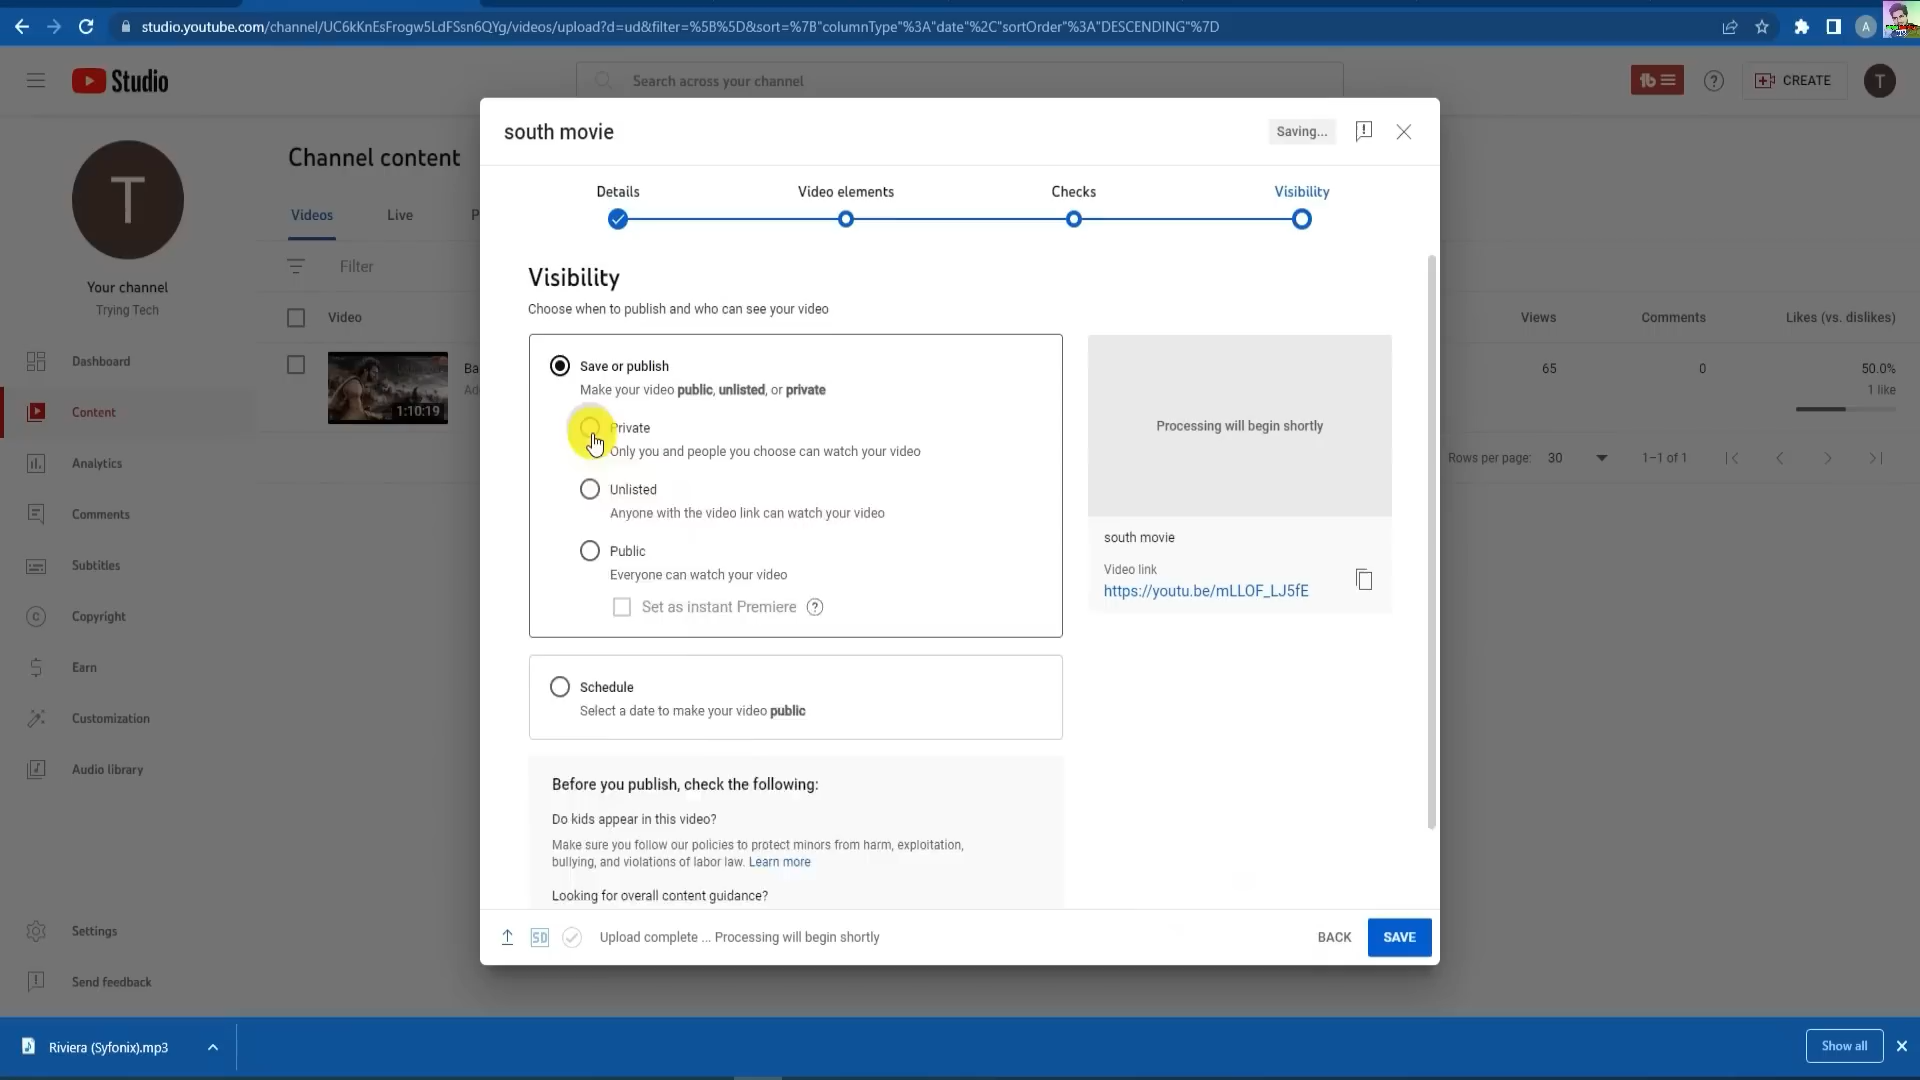 studio.youtube.com/channel/UC6kKnEsFrogw5LdFSsn6QYg/videos/upload?d=ud&filter=%5B%5D&sort=%7B"columnType"%3A"date"%2C"sortOrder"%3A"DESCENDING"%7D
A
Studio
Search across your channel
CREATE
T
south movie
Saving...
T
Channel content
Details
Video elements
Checks
Visibility
Videos
Live
P
Filter
Visibility
Your channel
Trying Tech
Choose when to publish and who can see your video
Video
Views
Comments
Likes (vs. dislikes)
Dashboard
Ba
Ad
1:10:19
Save or publish
Make your video public, unlisted, or private
65
0
50.0%
1 like
Content
Private
Only you and people you choose can watch your video
Processing will begin shortly
Analytics
Rows per page:
30
1–1 of 1
Unlisted
Anyone with the video link can watch your video
Comments
Public
Everyone can watch your video
south movie
Video link
https://youtu.be/mLLOF_LJ5fE
Subtitles
Set as instant Premiere
Copyright
Earn
Schedule
Select a date to make your video public
Customization
Audio library
Before you publish, check the following:
Do kids appear in this video?
Make sure you follow our policies to protect minors from harm, exploitation,
bullying, and violations of labor law. Learn more
Looking for overall content guidance?
Settings
SD
Upload complete ... Processing will begin shortly
BACK
SAVE
Send feedback
Riviera (Syfonix).mp3
Show all